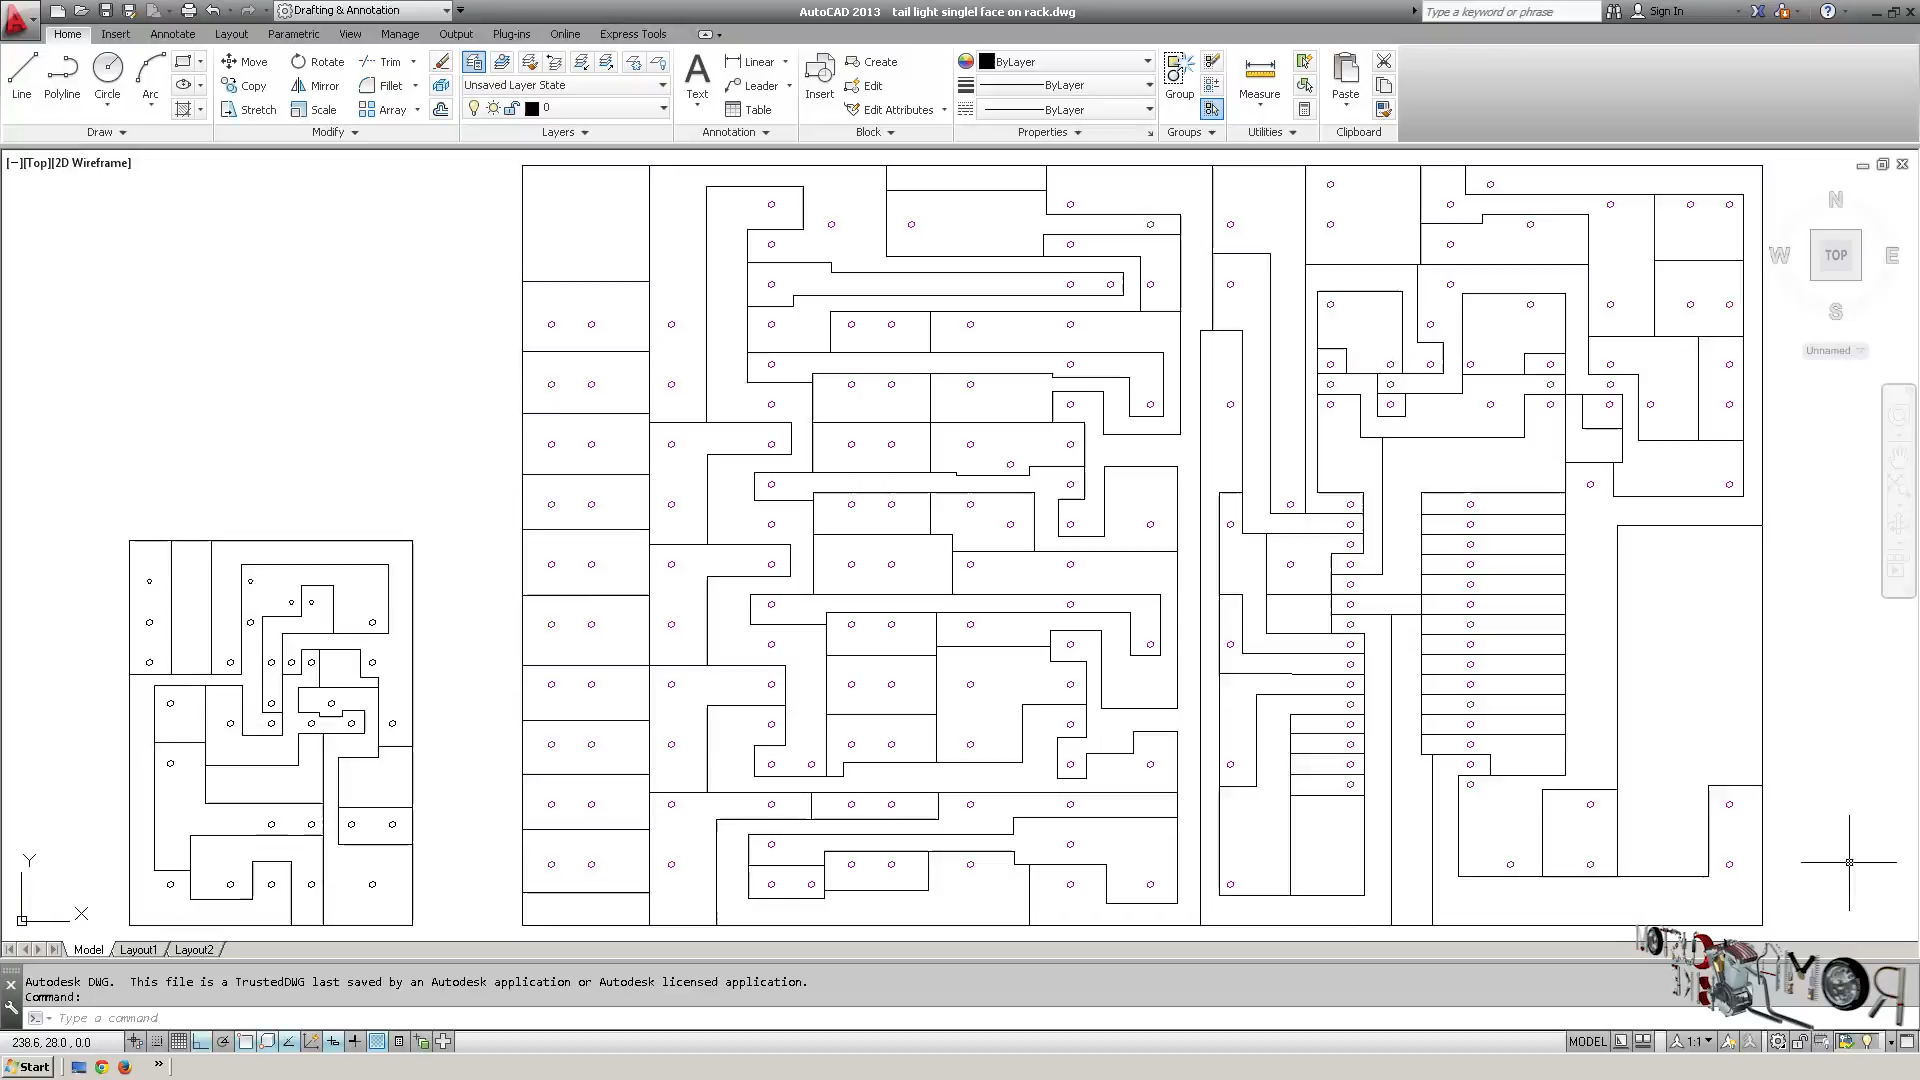 Drafting & Annotation
AutoCAD 2013 tail light singlel face on rack.dwg
Type a keyword or phrase
Sign In
Home Insert Annotate Layout Parametric View Manage Output Plug-ins Online Express Tools
Line
Polyline
Circle
Arc
Draw
Move
Rotate
Trim
Copy
Mirror
Fillet
Stretch
Scale
Array
Modify
Unsaved Layer State
0
Layers
Text
Linear
Leader
Table
Annotation
Insert
Create
Edit
Edit Attributes
Block
ByLayer
ByLayer
ByLayer
Properties
Group
Groups
Measure
Utilities
Paste
Clipboard
[−][Top][2D Wireframe]
N
W
TOP
E
S
Unnamed
Y
X
Model Layout1 Layout2
Autodesk DWG. This file is a TrustedDWG last saved by an Autodesk application or Autodesk licensed application.
Command:
Type a command
238.6, 28.0 , 0.0
MODEL
1:1
Start
»